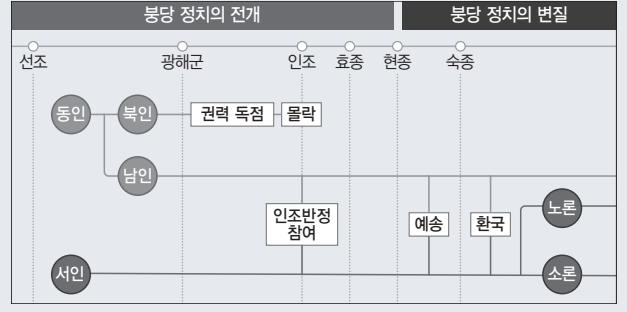 붕당 정치의 전개
붕당 정치의 변질
선조
광해군
인조
효종
현종
숙종
동인
북인
권력 독점
몰락
남인
인조반정
참여
예송
환국
노론
서인
소론